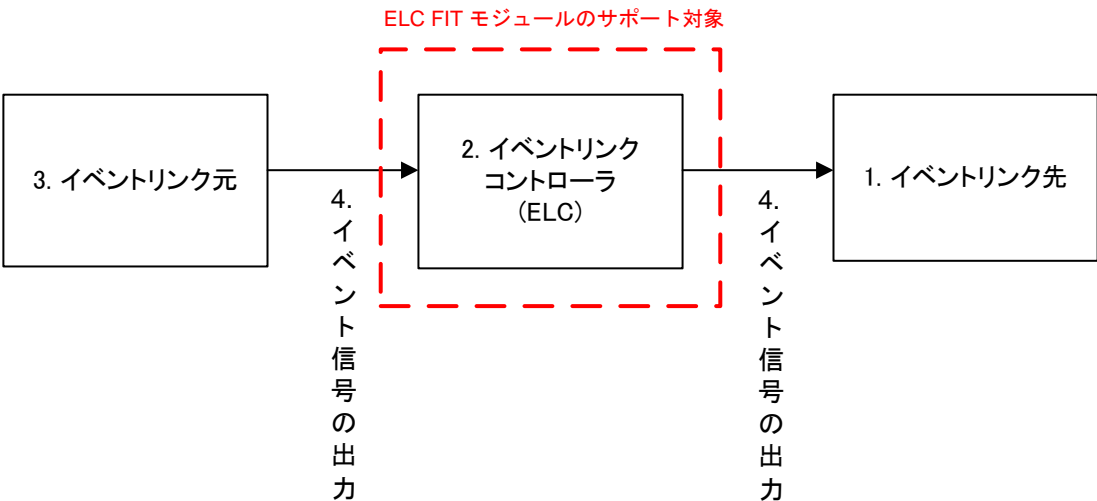 ELC FIT モジュールのサポート対象
3. イベントリンク元
2. イベントリンク
コントローラ
(ELC)
1. イベントリンク先
4. イベント信号の出力
4. イベント信号の出力